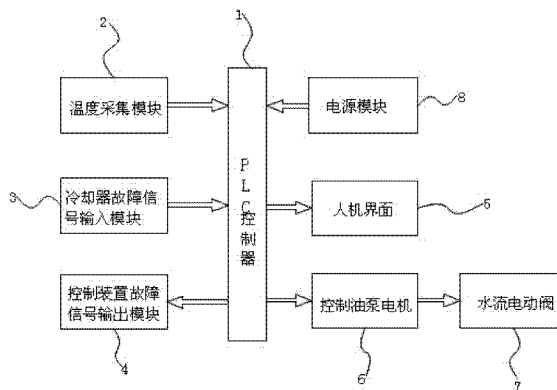 1
2
温度采集模块
电源模块
8
PLC控制器
3
冷却器故障信
号输入模块
人机界面
5
控制装置故障
信号输出模块
4
控制油泵电机
6
水流电动阀
7